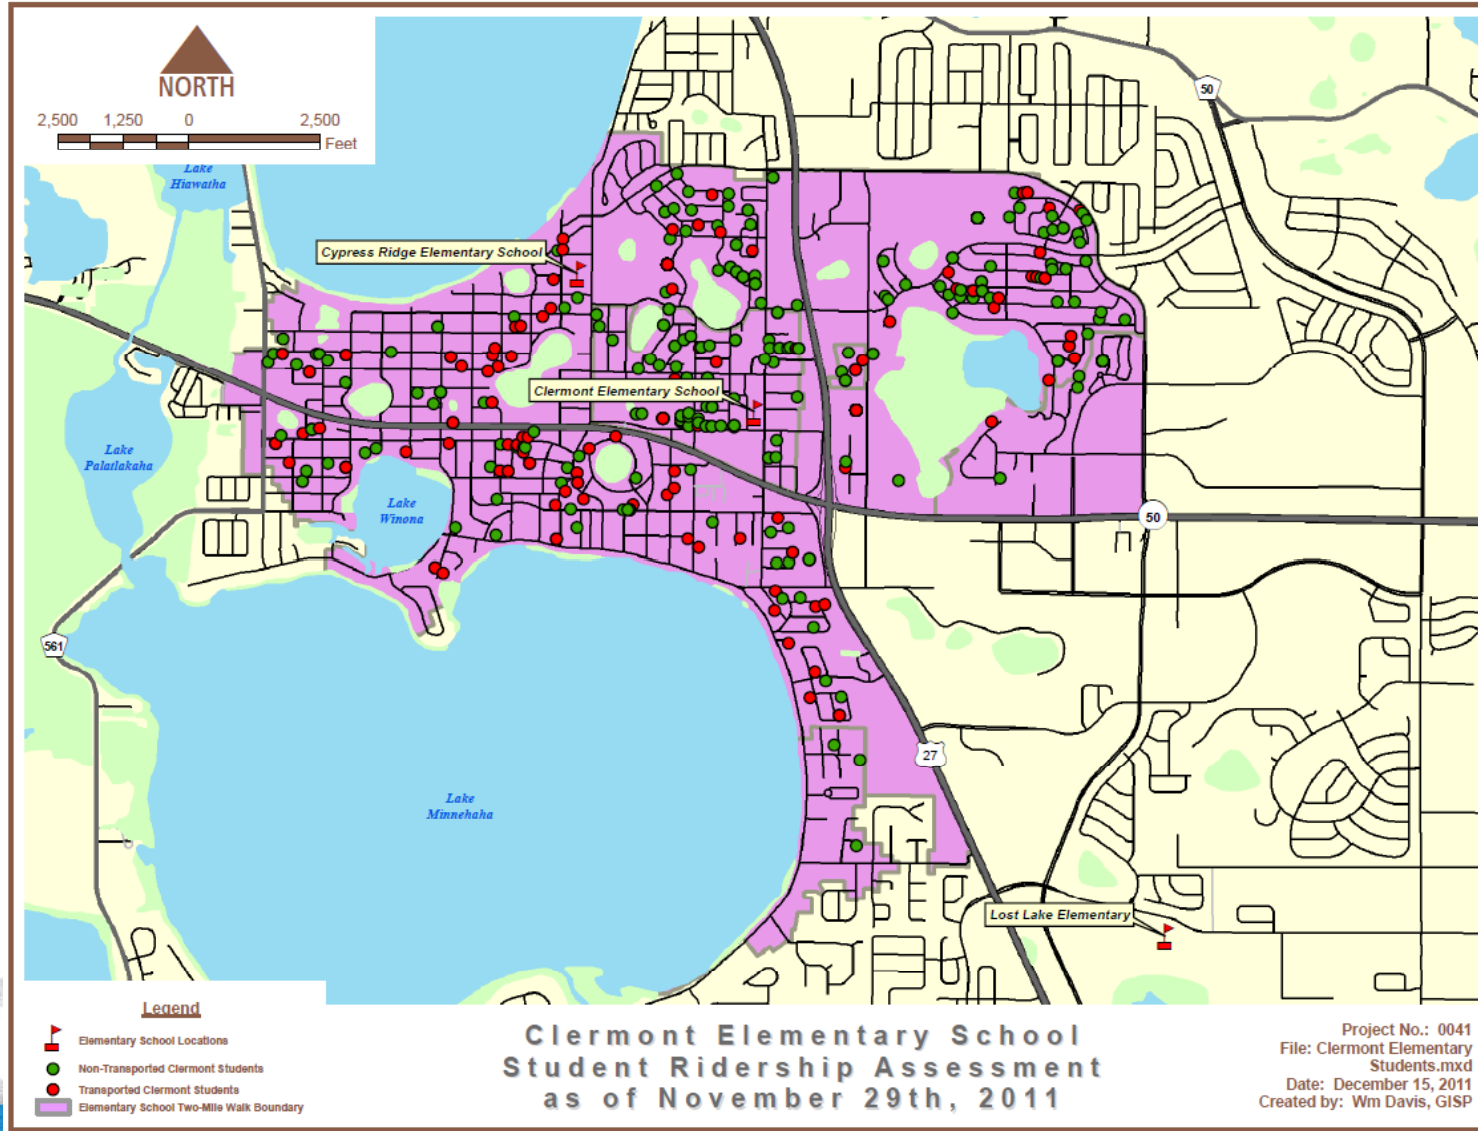 NORTH
2,500 1,250 0 2,500
Feet
Lake
Hiawatha
50
Cypress Ridge Elementary School
Clermont Elementary School
Lake
Palatlakaha
Lake
Winona
50
561
27
Lake
Minnehaha
Lost Lake Elementary
Legend
Elementary School Locations
Non-Transported Clermont Students
Transported Clermont Students
Elementary School Two-Mile Walk Boundary
Clermont Elementary School
Student Ridership Assessment
as of November 29th, 2011
Project No.: 0041
File: Clermont Elementary
Students.mxd
Date: December 15, 2011
Created by: Wm Davis, GISP